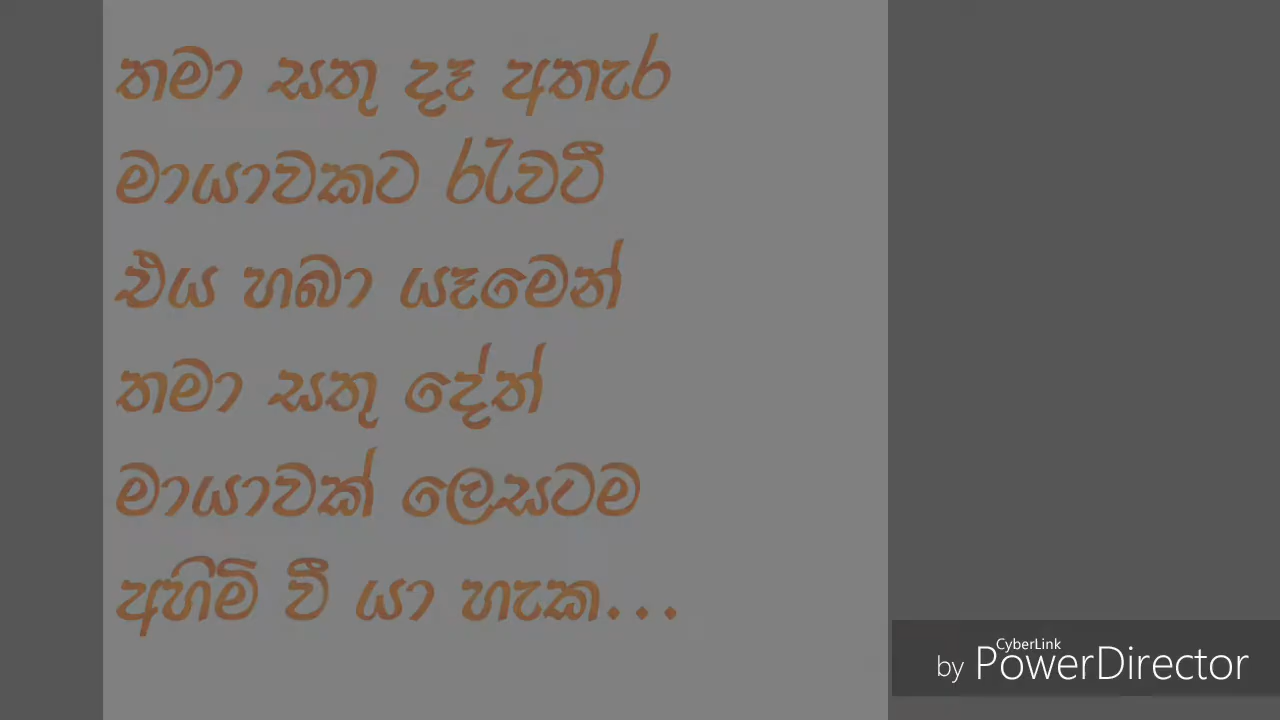 තමා සතු දෑ අතැර
මායාවකට රැවටී
එය හබා යෑමෙන්
තමා සතු දේත්
මායාවක් ලෙසටම
අහිමි වී යා හැක...
by CyberLink PowerDirector